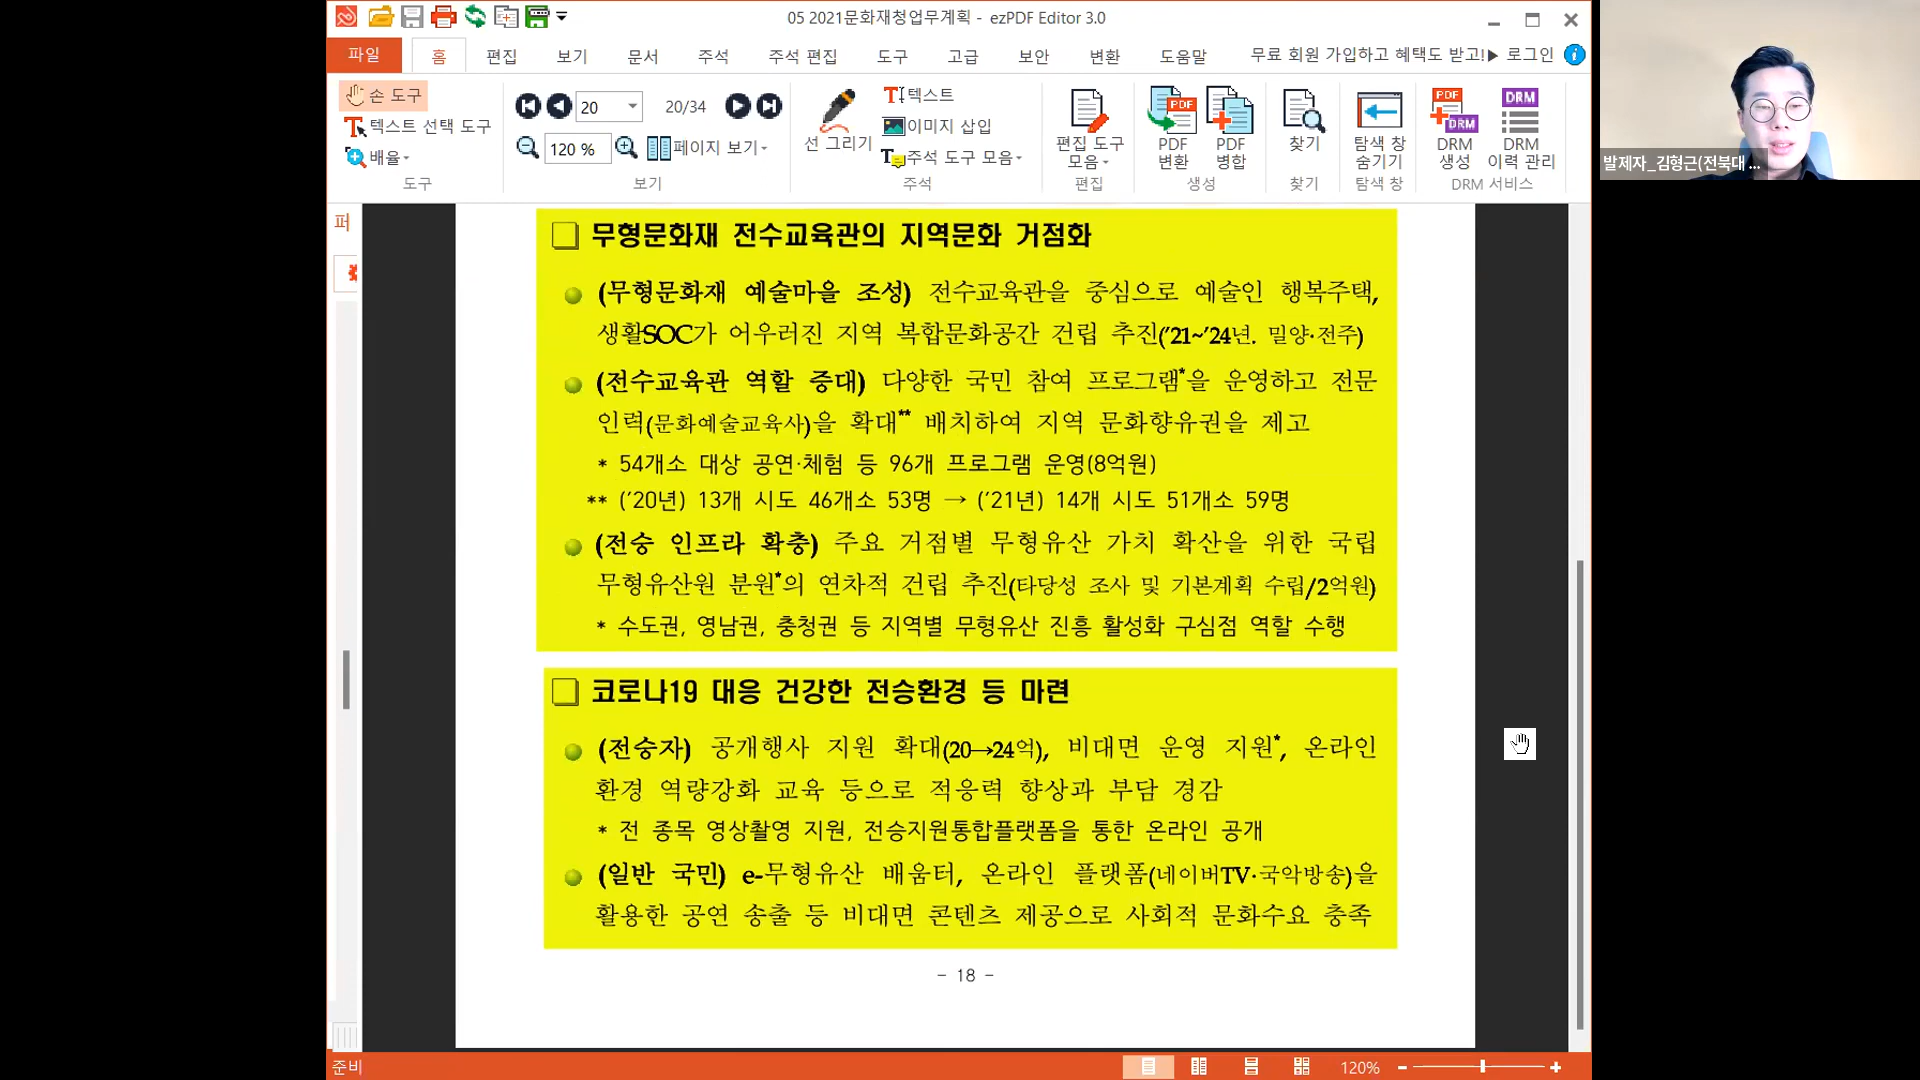 05 2021문화재청업무계획 - ezPDF Editor 3.0
파일 홈 편집 보기 문서 주석 주석 편집 도구 고급 보안 변환 도움말 무료 회원 가입하고 혜택도 받고!▶ 로그인
손 도구
텍스트 선택 도구
배율
도구
20 20/34
120 %
페이지 보기
보기
선 그리기
텍스트
이미지 삽입
주석 도구 모음
주석
편집 도구 모음
편집
PDF 변환
PDF 병합
생성
찾기
찾기
탐색 창 숨기기
탐색 창
DRM 생성
DRM 이력 관리
DRM 서비스
발제자_김형근(전북대 ...
퍼
□ 무형문화재 전수교육관의 지역문화 거점화
(무형문화재 예술마을 조성) 전수교육관을 중심으로 예술인 행복주택,
생활SOC가 어우러진 지역 복합문화공간 건립 추진('21~'24년. 밀양·전주)
(전수교육관 역할 증대) 다양한 국민 참여 프로그램*을 운영하고 전문
인력(문화예술교육사)을 확대** 배치하여 지역 문화향유권을 제고
* 54개소 대상 공연·체험 등 96개 프로그램 운영(8억원)
** ('20년) 13개 시도 46개소 53명 → ('21년) 14개 시도 51개소 59명
(전승 인프라 확충) 주요 거점별 무형유산 가치 확산을 위한 국립
무형유산원 분원*의 연차적 건립 추진(타당성 조사 및 기본계획 수립/2억원)
* 수도권, 영남권, 충청권 등 지역별 무형유산 진흥 활성화 구심점 역할 수행
□ 코로나19 대응 건강한 전승환경 등 마련
(전승자) 공개행사 지원 확대(20→24억), 비대면 운영 지원*, 온라인
환경 역량강화 교육 등으로 적응력 향상과 부담 경감
* 전 종목 영상촬영 지원, 전승지원통합플랫폼을 통한 온라인 공개
(일반 국민) e-무형유산 배움터, 온라인 플랫폼(네이버TV·국악방송)을
활용한 공연 송출 등 비대면 콘텐츠 제공으로 사회적 문화수요 충족
- 18 -
준비 120%